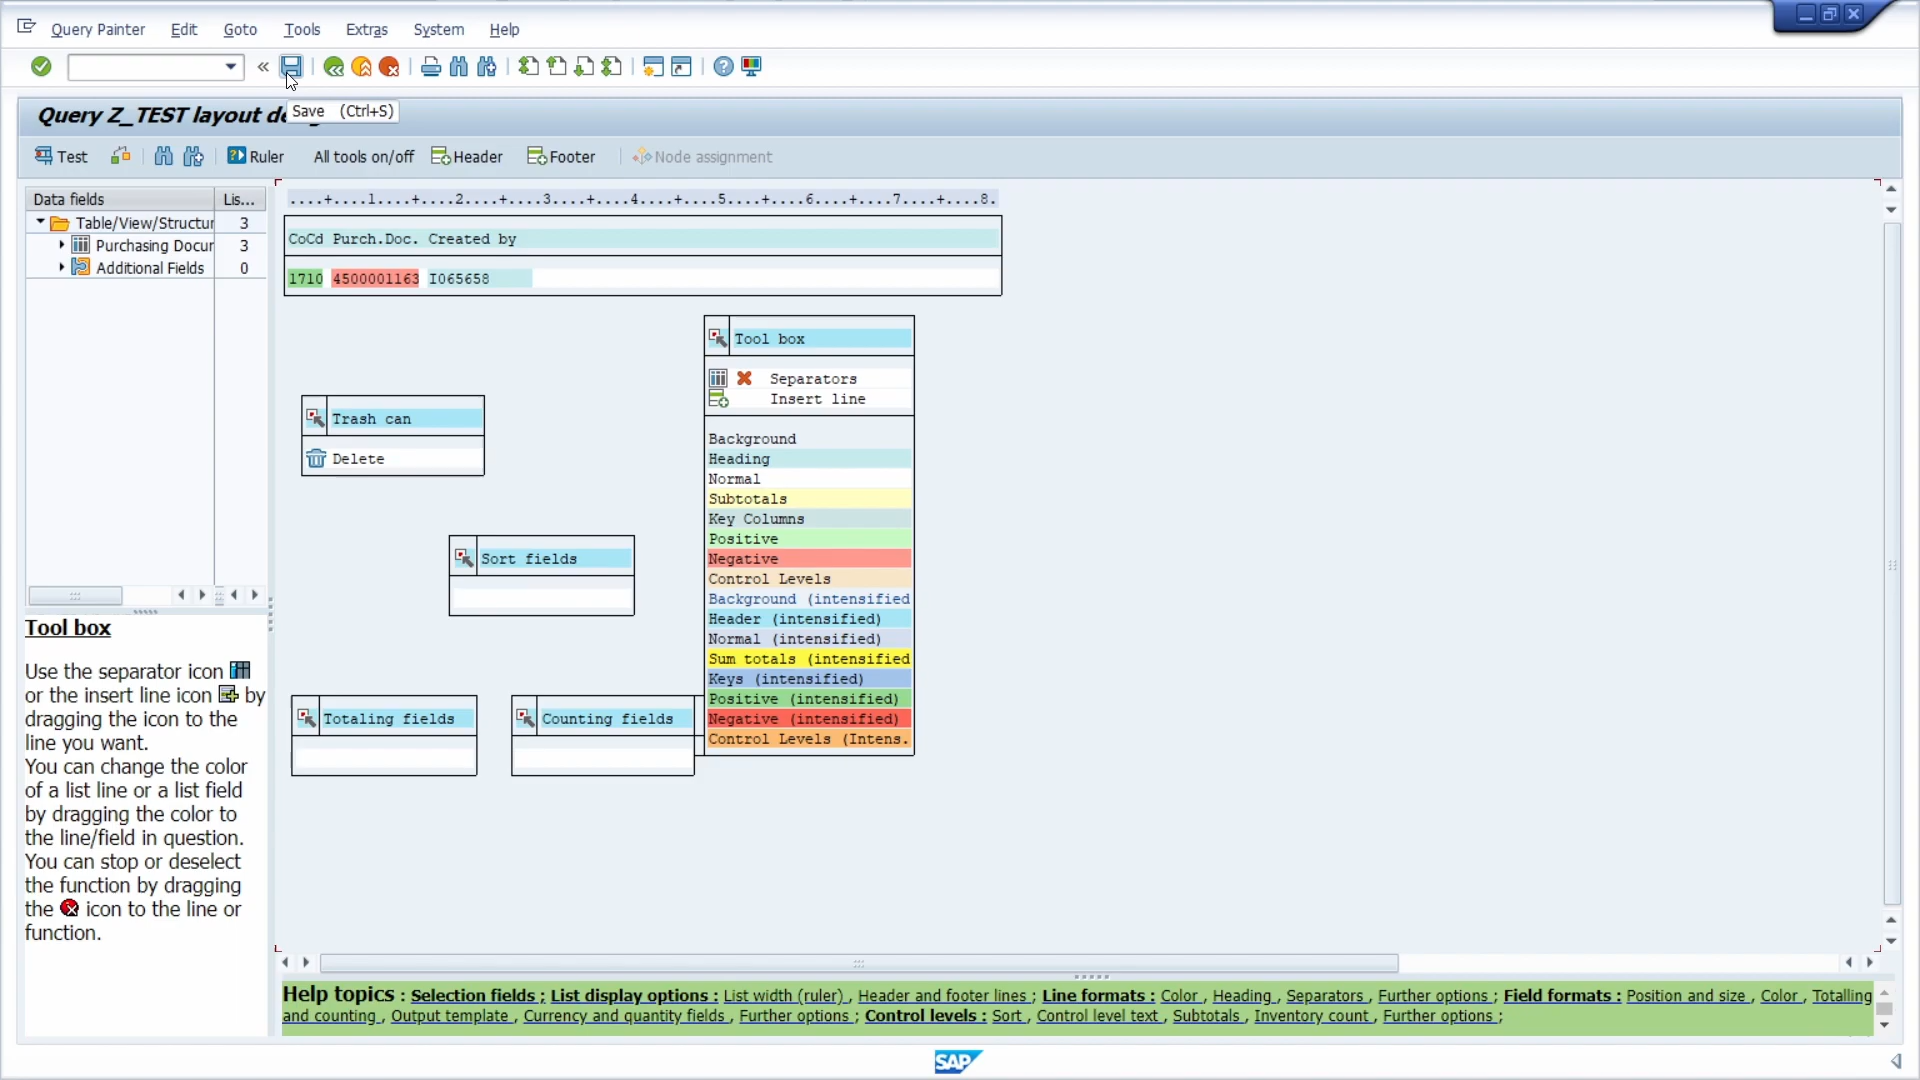 Query Painter Edit Goto Tools Extras System Help
Save (Ctrl+S)
Query Z_TEST layout de
Test Ruler All tools on/off Header Footer Node assignment
Data fields Lis...
Table/View/Structur 3
Purchasing Docur 3
Additional Fields 0
....+....1....+....2....+....3....+....4....+....5....+....6....+....7....+....8.
CoCd Purch.Doc. Created by
1710 4500001163 I065658
Tool box
Separators
Insert line
Trash can
Delete
Background
Heading
Normal
Subtotals
Key Columns
Positive
Negative
Control Levels
Background (intensified
Header (intensified)
Normal (intensified)
Sum totals (intensified
Keys (intensified)
Positive (intensified)
Negative (intensified)
Control Levels (Intens.
Sort fields
Totaling fields
Counting fields
Tool box
Use the separator icon
or the insert line icon by
dragging the icon to the
line you want.
You can change the color
of a list line or a list field
by dragging the color to
the line/field in question.
You can stop or deselect
the function by dragging
the icon to the line or
function.
Help topics : Selection fields ; List display options : List width (ruler) , Header and footer lines ; Line formats : Color , Heading , Separators , Further options ; Field formats : Position and size , Color , Totalling
and counting , Output template , Currency and quantity fields , Further options ; Control levels : Sort , Control level text , Subtotals , Inventory count , Further options ;
SAP